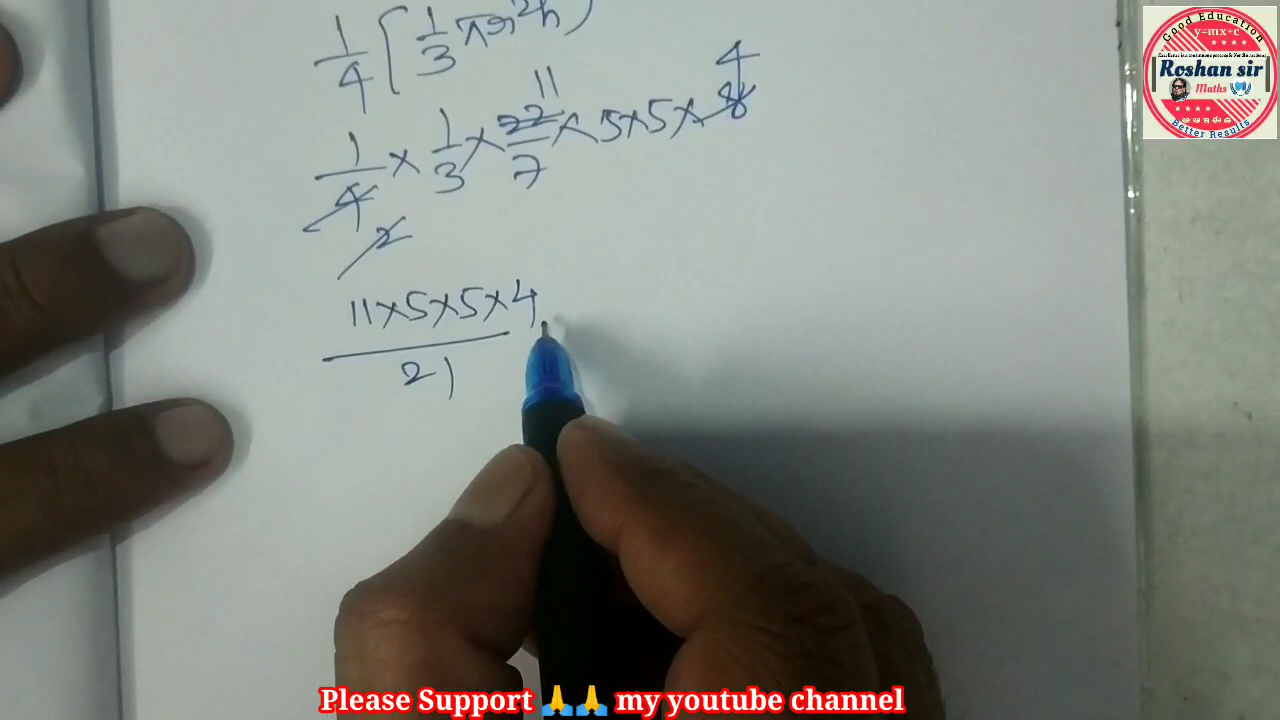 1/4 ( 1/3 πr²h )
11 4
1/4 × 1/3 × 22/7 × 5×5× 8
2
11×5×5×4
21
Good Education
y=mx+c
Roshan sir
Maths
Better Results
Please Support 🙏🙏 my youtube channel